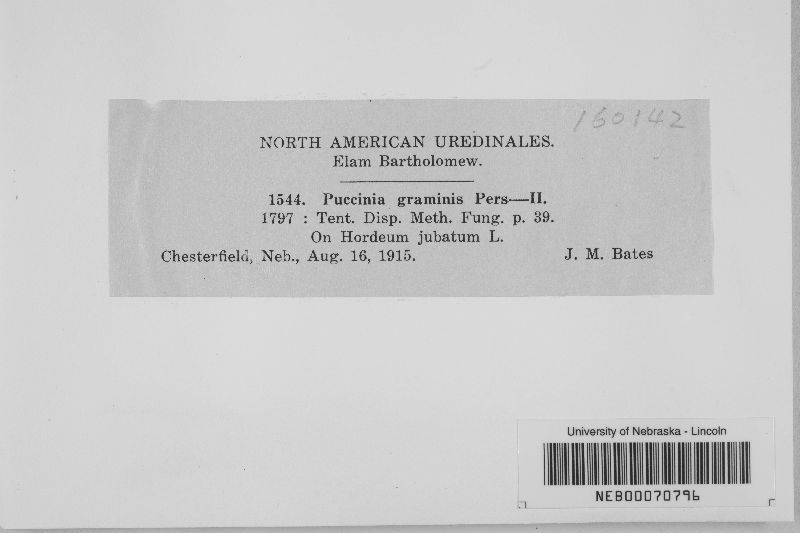 160142
NORTH AMERICAN UREDINALES.
Elam Bartholomew.
1544. Puccinia graminis Pers—II.
1797 : Tent. Disp. Meth. Fung. p. 39.
On Hordeum jubatum L.
Chesterfield, Neb., Aug. 16, 1915. J. M. Bates
University of Nebraska - Lincoln
NEB00070796